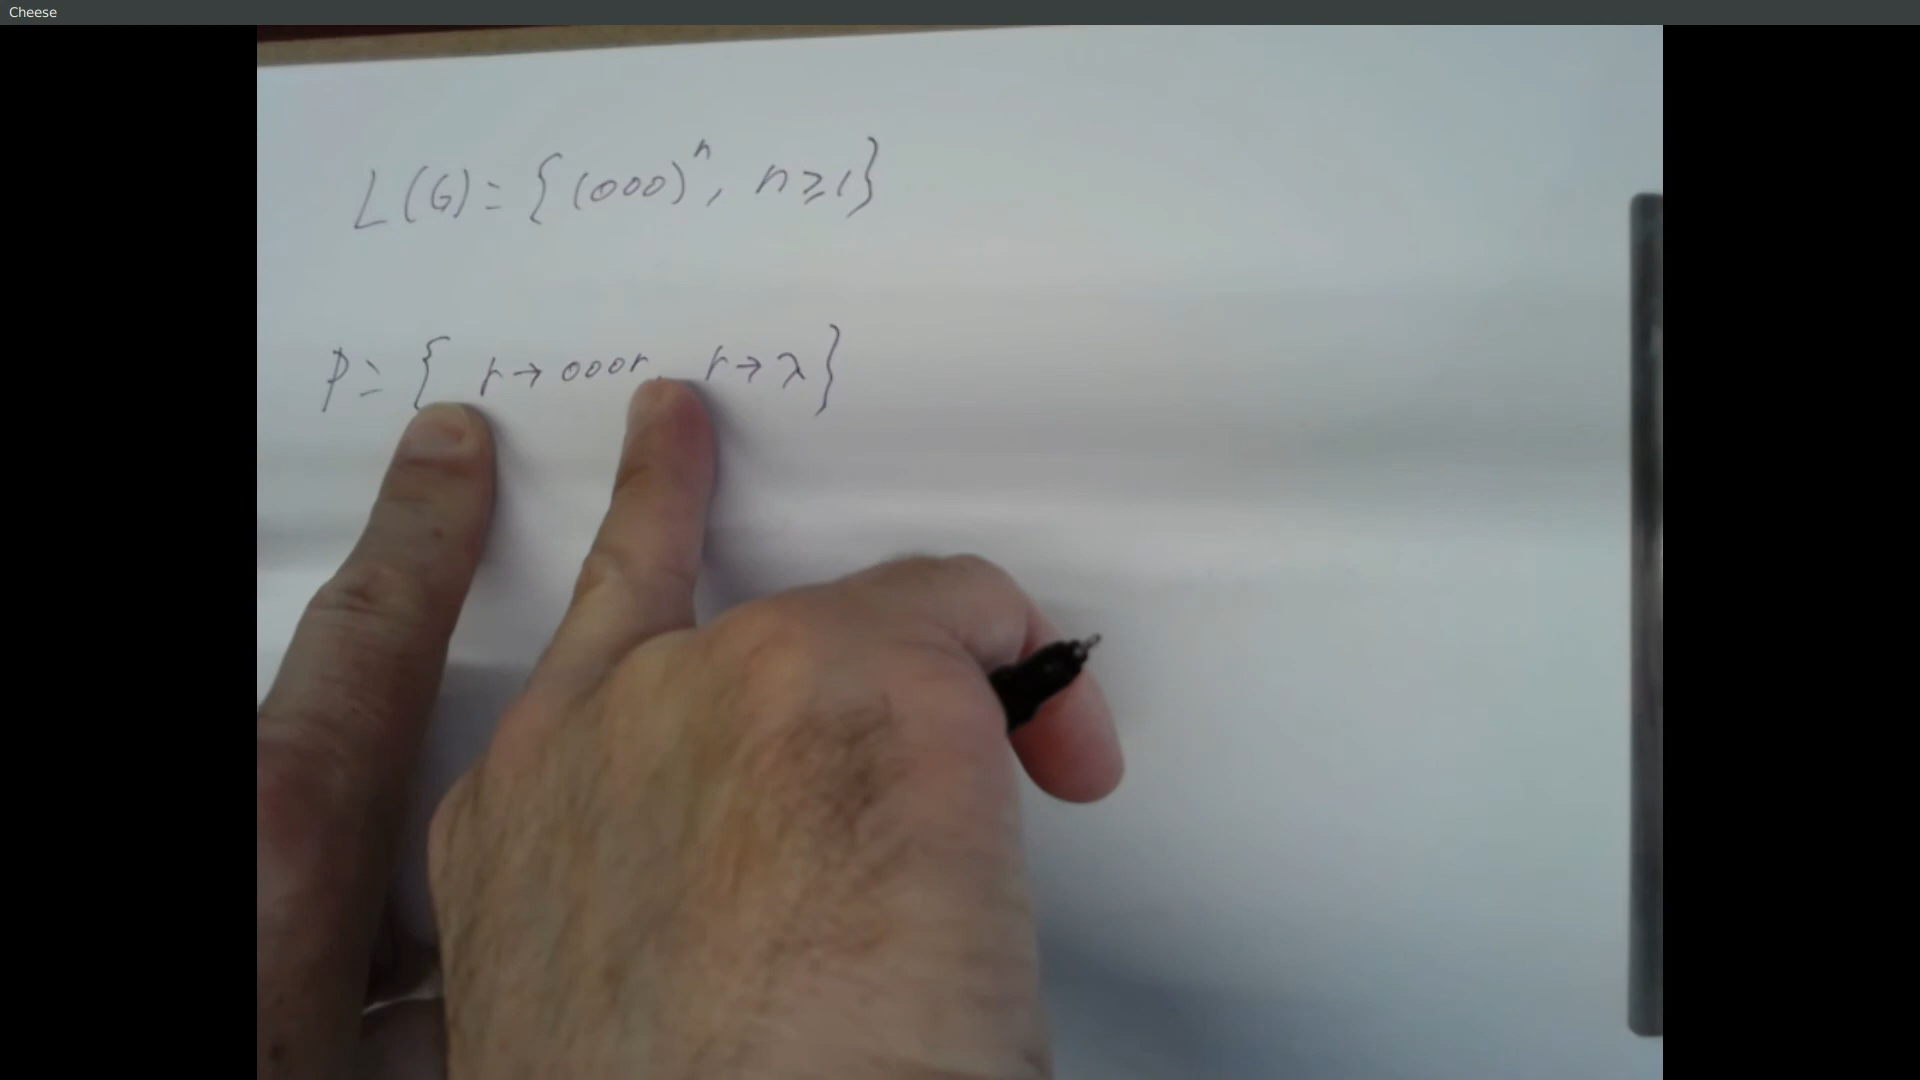 Cheese
L(G)= {(000)ⁿ, n≥1}
P= { r→000r, r→λ}